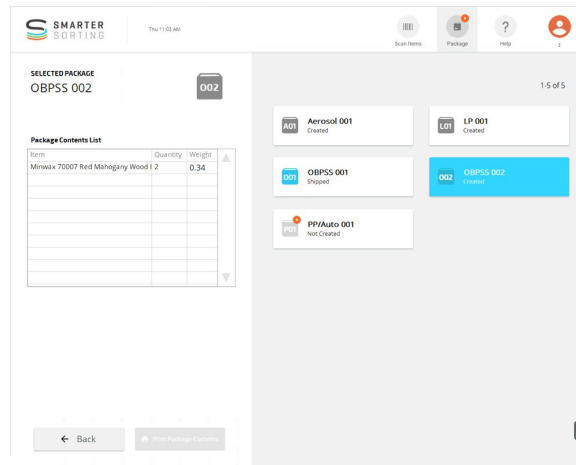 SMARTER
SORTING
Thu 11:03 AM
Scan Items
Package
Help
SELECTED PACKAGE
OBPSS 002
002
Package Contents List
Item Quantity Weight
Minwax 70007 Red Mahogany Wood 2 0.34
Back
Print Package Contents
1-5 of 5
A01
Aerosol 001
Created
L01
LP 001
Created
001
OBPSS 001
Shipped
002
OBPSS 002
Created
P01
PP/Auto 001
Not Created